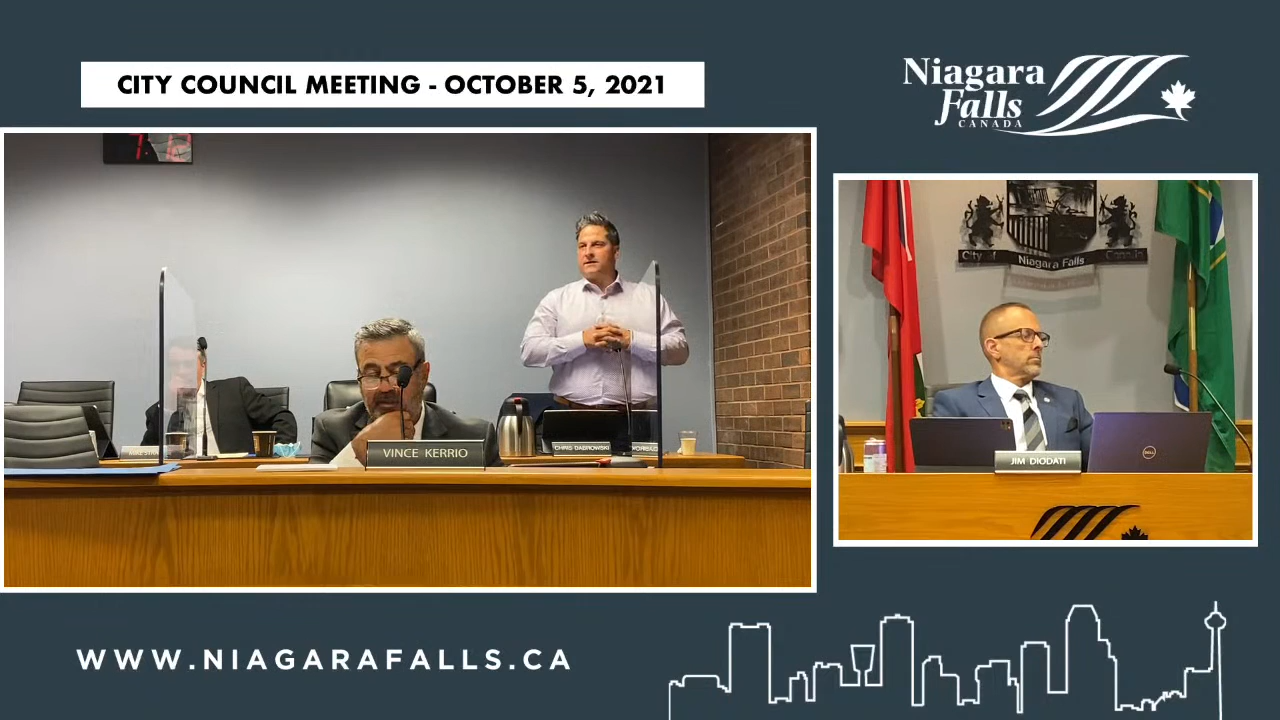 CITY COUNCIL MEETING - OCTOBER 5, 2021
Niagara
Falls
CANADA
City of Niagara Falls Canada
VINCE KERRIO
CHRIS DABROWSKI
JIM DIODATI
DELL
WWW.NIAGARAFALLS.CA